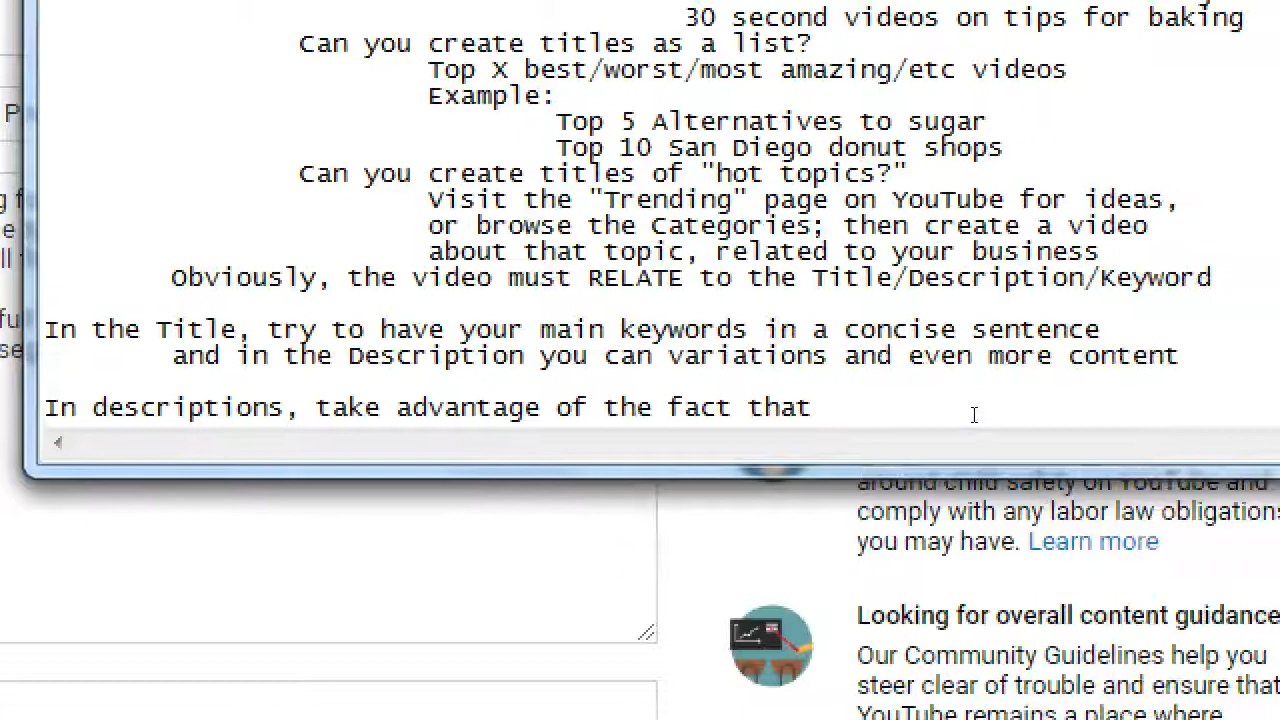 30 second videos on tips for baking
Can you create titles as a list?
Top X best/worst/most amazing/etc videos
Example:
Top 5 Alternatives to sugar
Top 10 San Diego donut shops
Can you create titles of "hot topics?"
Visit the "Trending" page on YouTube for ideas,
or browse the Categories; then create a video
about that topic, related to your business
Obviously, the video must RELATE to the Title/Description/Keyword
In the Title, try to have your main keywords in a concise sentence
and in the Description you can variations and even more content
In descriptions, take advantage of the fact that
around child safety on YouTube and
comply with any labor law obligations
you may have. Learn more
Looking for overall content guidance
Our Community Guidelines help you
steer clear of trouble and ensure that
YouTube remains a place where